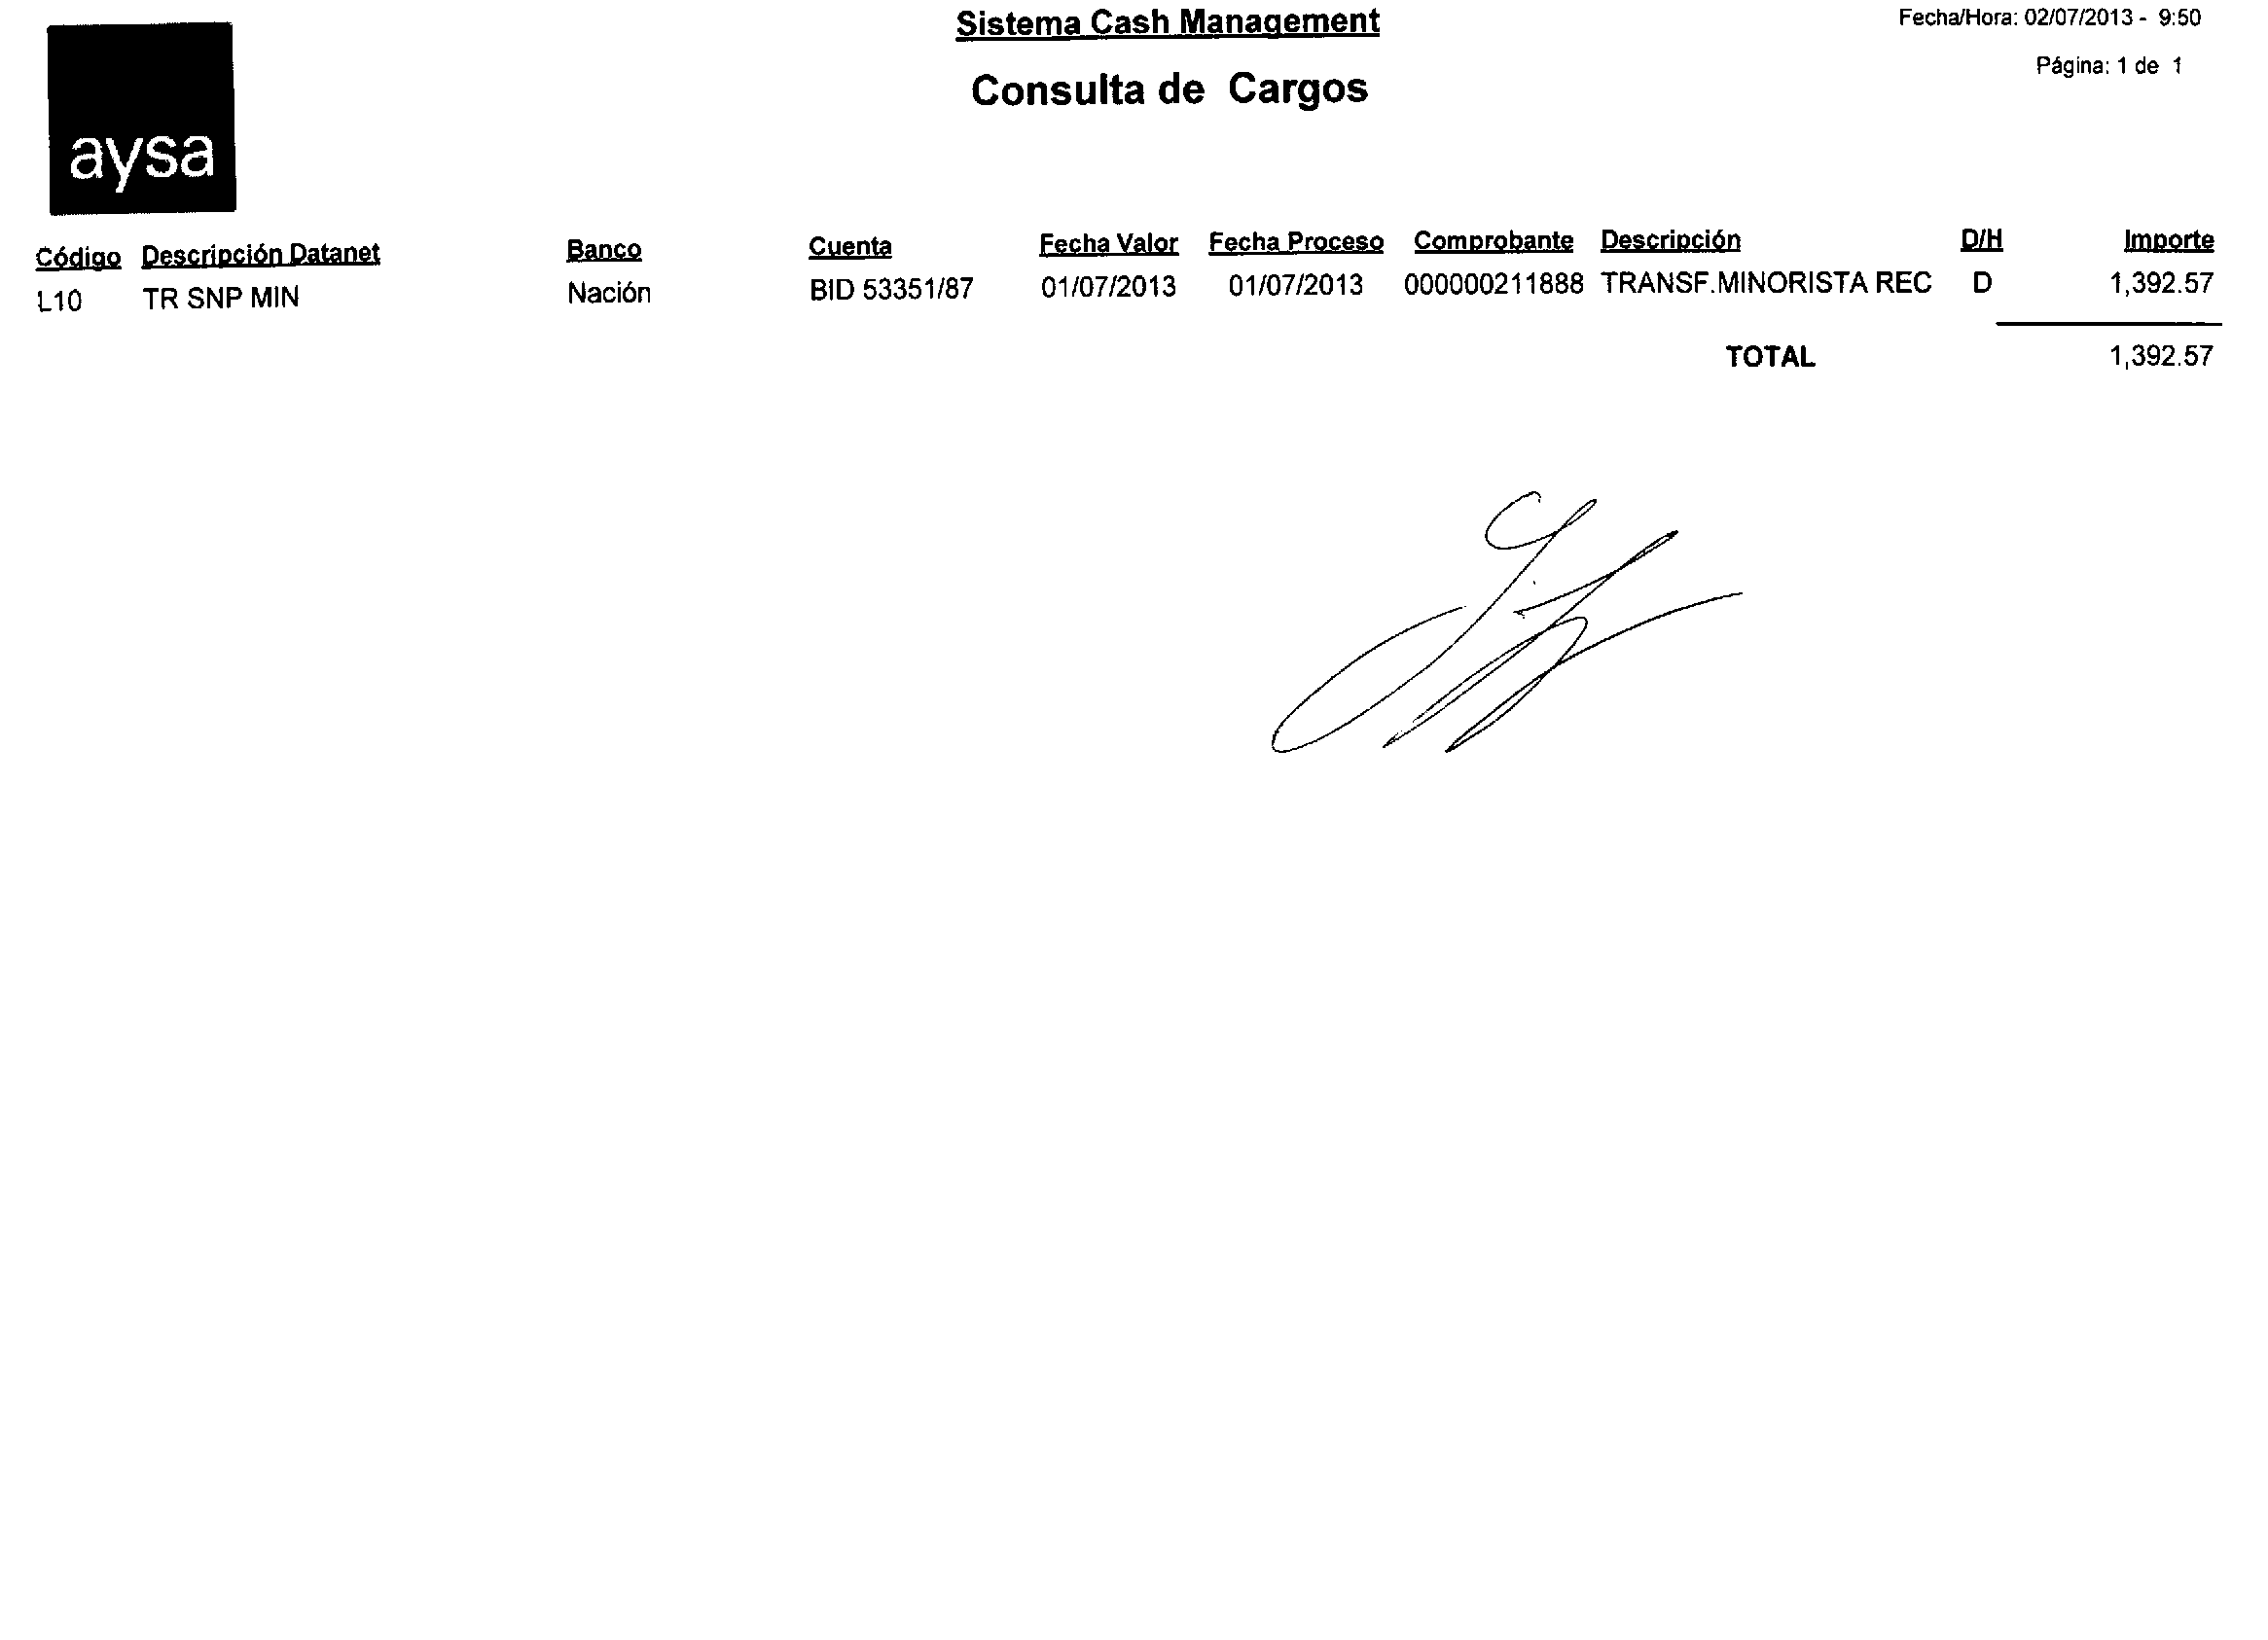 Sistema Cash Management
Fecha/Hora: 02/07/2013 - 9:50
Consulta de Cargos
Página: 1 de 1
aysa
Código Descripción Datanet Banco Cuenta Fecha Valor Fecha Proceso Comprobante Descripción D/H Importe
L10 TR SNP MIN Nación BID 53351/87 01/07/2013 01/07/2013 000000211888 TRANSF.MINORISTA REC D 1,392.57
TOTAL 1,392.57